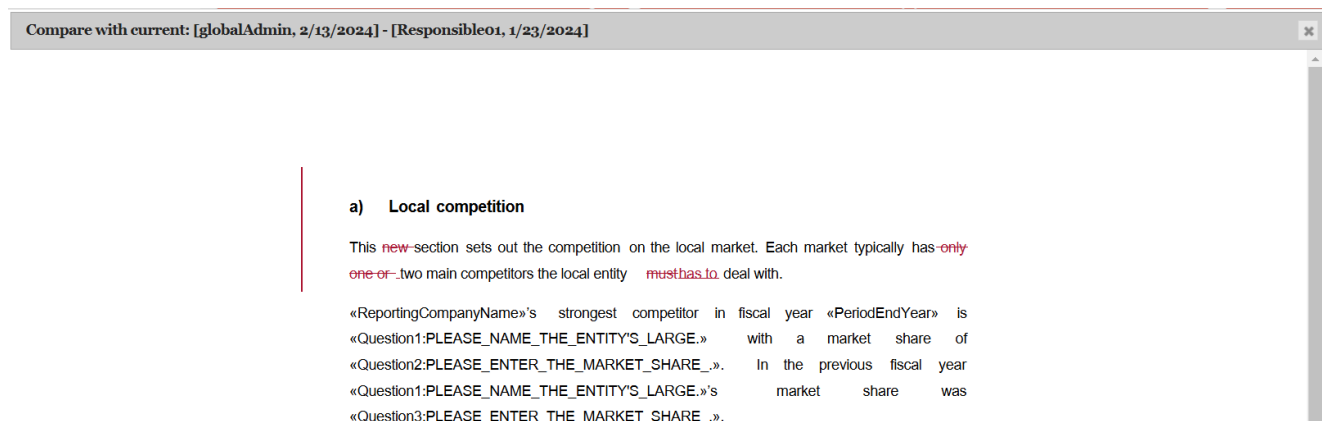 Compare with current: [globalAdmin, 2/13/2024] - [Responsible01, 1/23/2024]
a) Local competition
This new section sets out the competition on the local market. Each market typically has only
one or two main competitors the local entity must has to deal with.
«ReportingCompanyName»'s strongest competitor in fiscal year «PeriodEndYear» is
«Question1:PLEASE_NAME_THE_ENTITY'S_LARGE.» with a market share of
«Question2:PLEASE_ENTER_THE_MARKET_SHARE_.». In the previous fiscal year
«Question1:PLEASE_NAME_THE_ENTITY'S_LARGE.»'s market share was
«Question3:PLEASE_ENTER_THE_MARKET_SHARE_.».